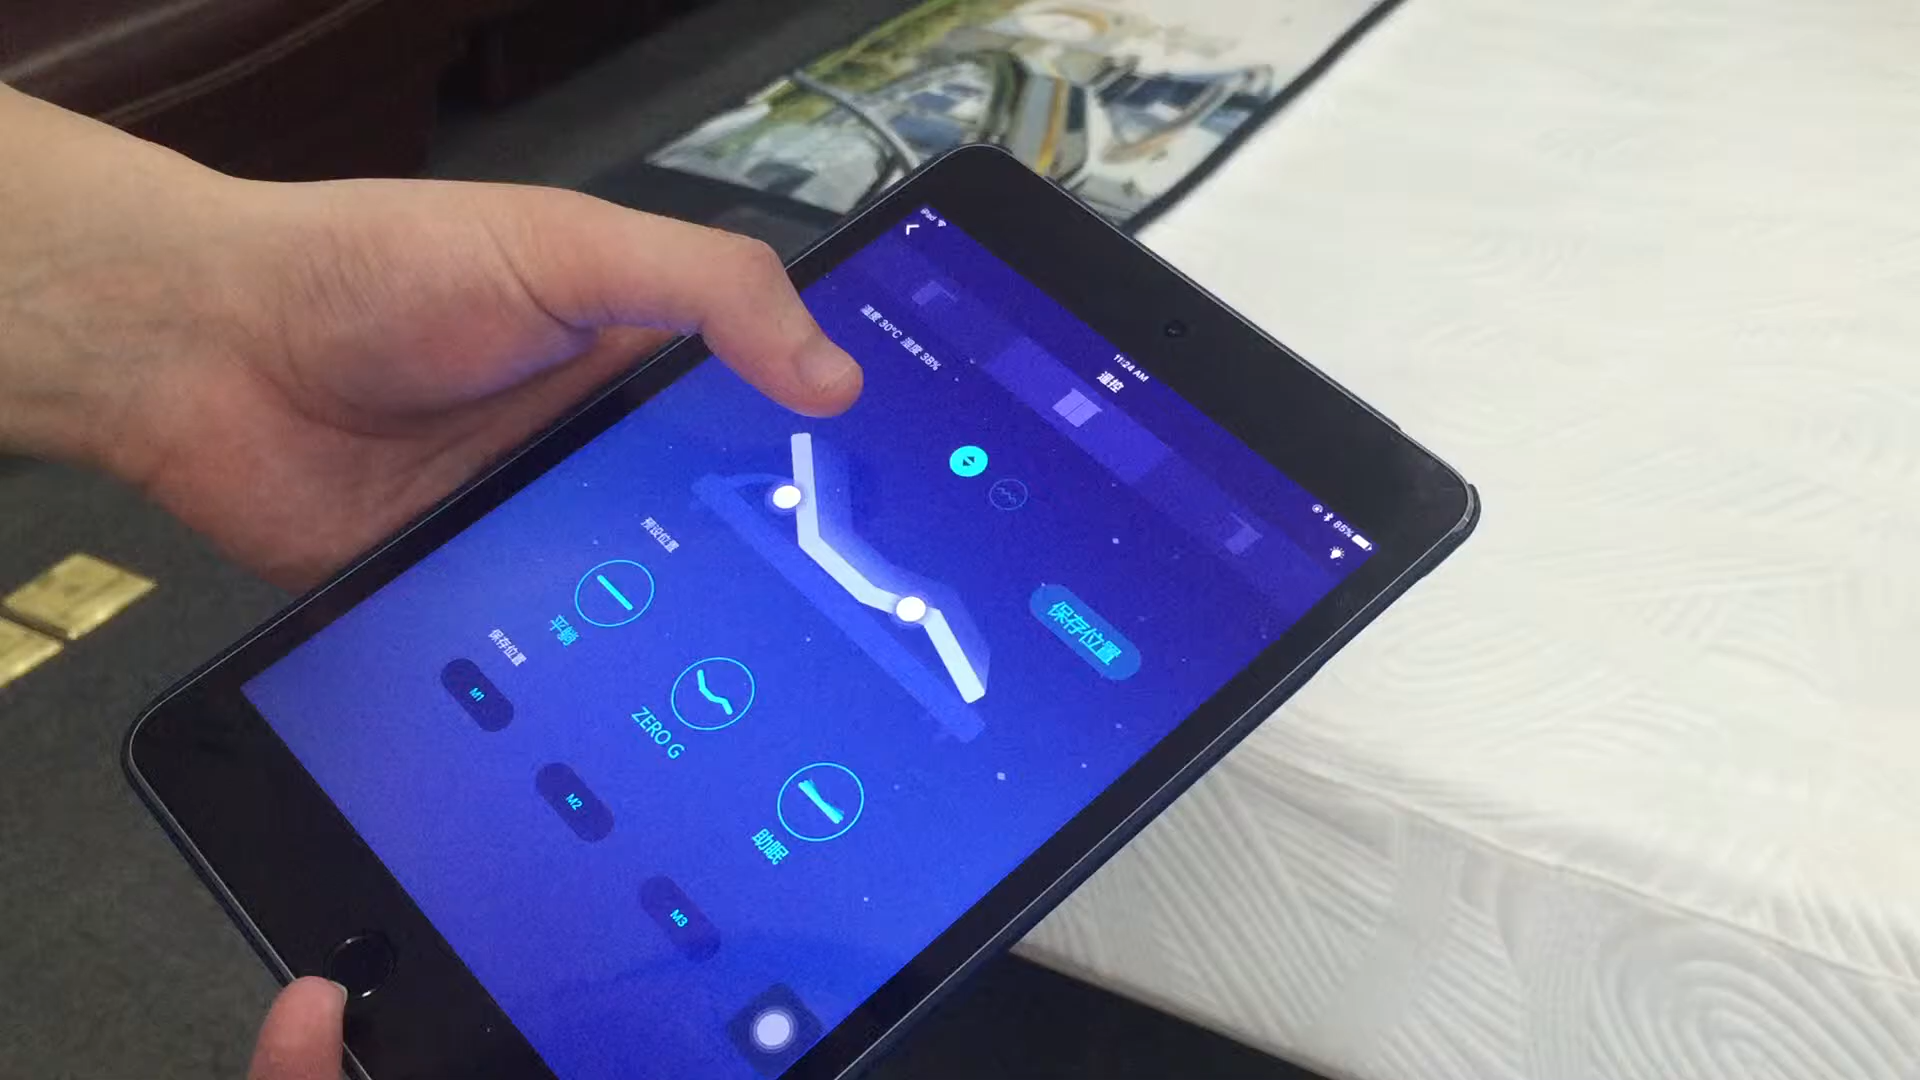 iPad
11:24 AM
85%
遥控
温度 30°C 湿度 38%
保存位置
预设位置
平躺
ZERO G
助眠
保存位置
M1
M2
M3